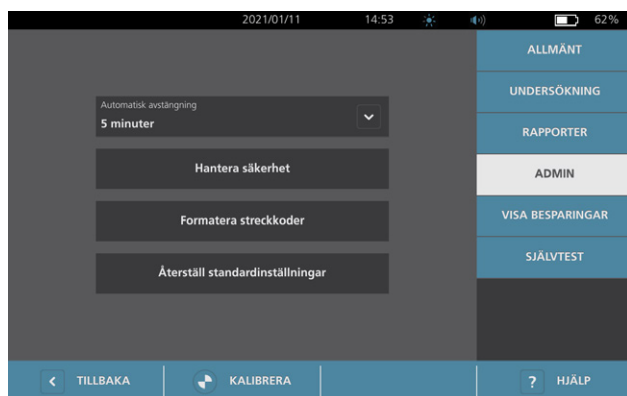 2021/01/11 14:53 62%
ALLMÄNT
UNDERSÖKNING
RAPPORTER
ADMIN
VISA BESPARINGAR
SJÄLVTEST
Automatisk avstängning
5 minuter
Hantera säkerhet
Formatera streckkoder
Återställ standardinställningar
TILLBAKA KALIBRERA ? HJÄLP